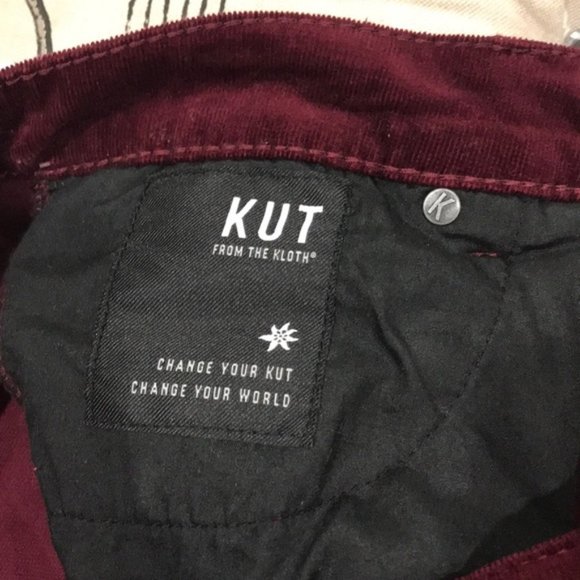 KUT
FROM THE KLOTH®
CHANGE YOUR KUT
CHANGE YOUR WORLD
K